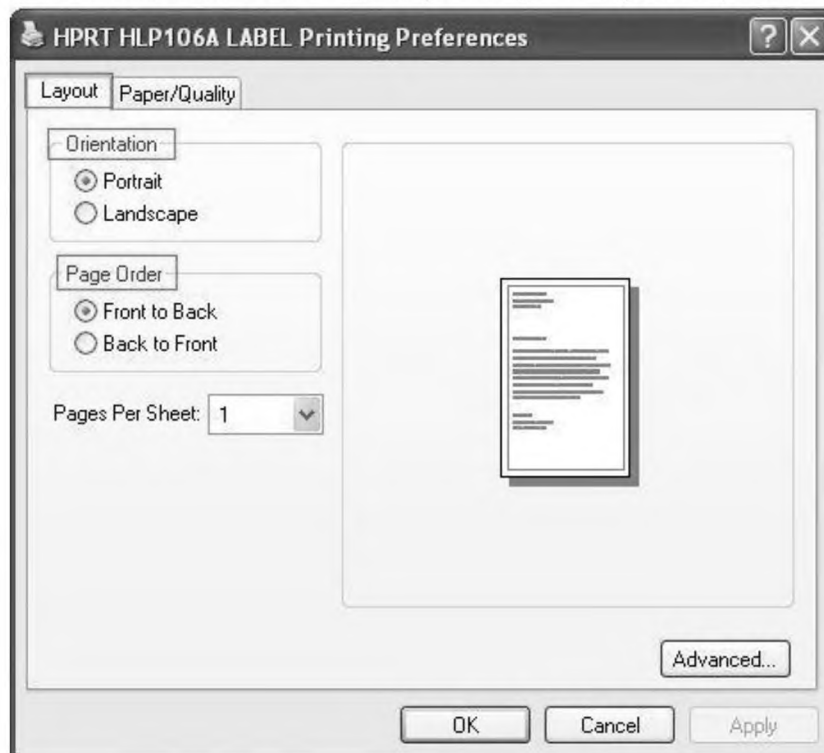 HPRT HLP106A LABEL Printing Preferences
Layout Paper/Quality
Orientation
Portrait
Landscape
Page Order
Front to Back
Back to Front
Pages Per Sheet: 1
Advanced...
OK Cancel Apply